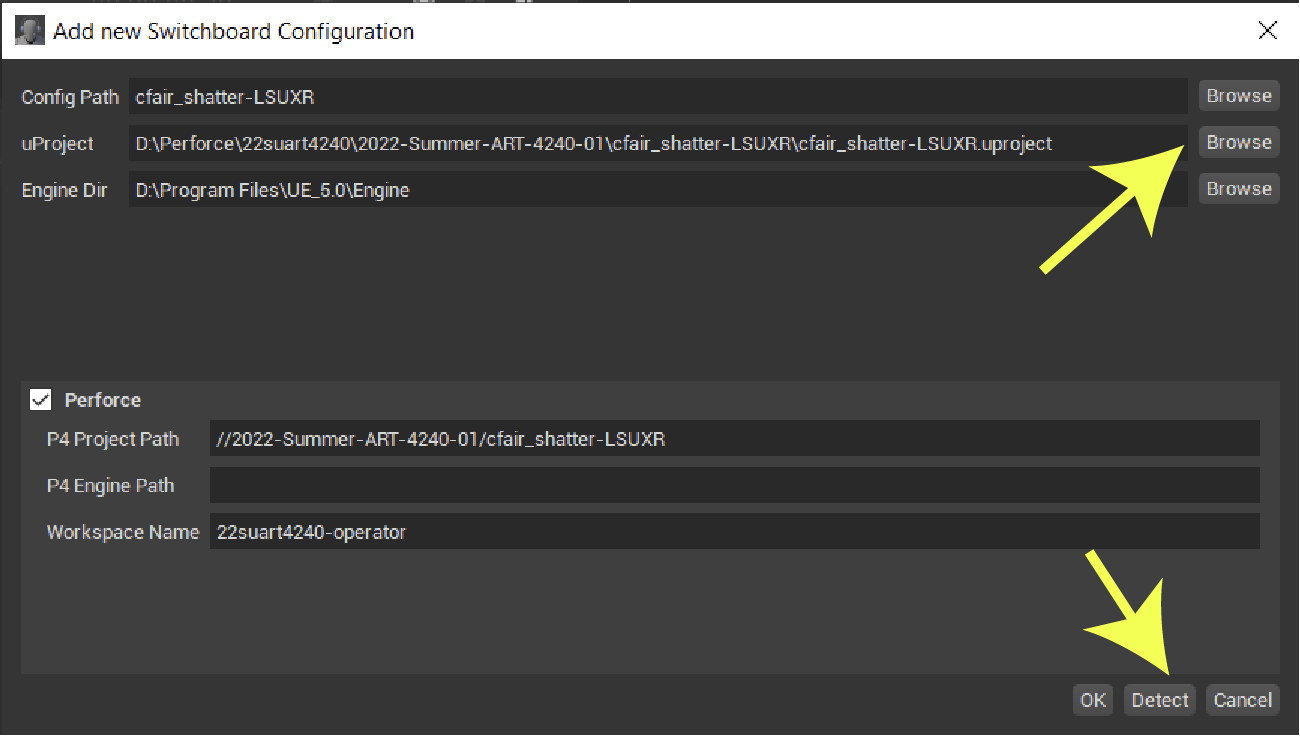 Add new Switchboard Configuration
Config Path cfair_shatter-LSUXR Browse
uProject D:\Perforce\22suart4240\2022-Summer-ART-4240-01\cfair_shatter-LSUXR\cfair_shatter-LSUXR.uproject Browse
Engine Dir D:\Program Files\UE_5.0\Engine Browse
Perforce
P4 Project Path //2022-Summer-ART-4240-01/cfair_shatter-LSUXR
P4 Engine Path
Workspace Name 22suart4240-operator
OK Detect Cancel